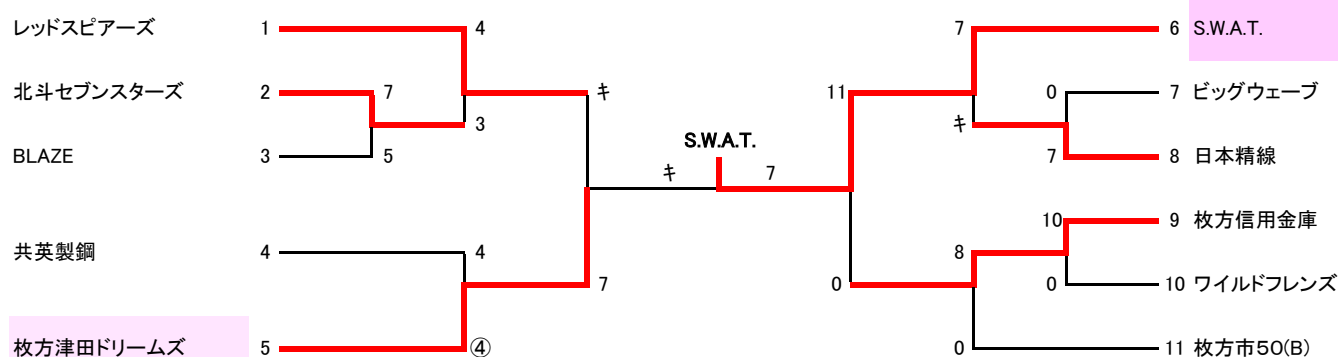 レッドスピアーズ 1 4 7 6 S.W.A.T.
北斗セブンスターズ 2 7 キ 11 0 7 ビッグウェーブ
3 キ
BLAZE 3 5 S.W.A.T. 7 8 日本精線
キ 7
10 9 枚方信用金庫
共英製鋼 4 4 8
7 0 0 10 ワイルドフレンズ
枚方津田ドリームズ 5 ④ 0 11 枚方市50(B)